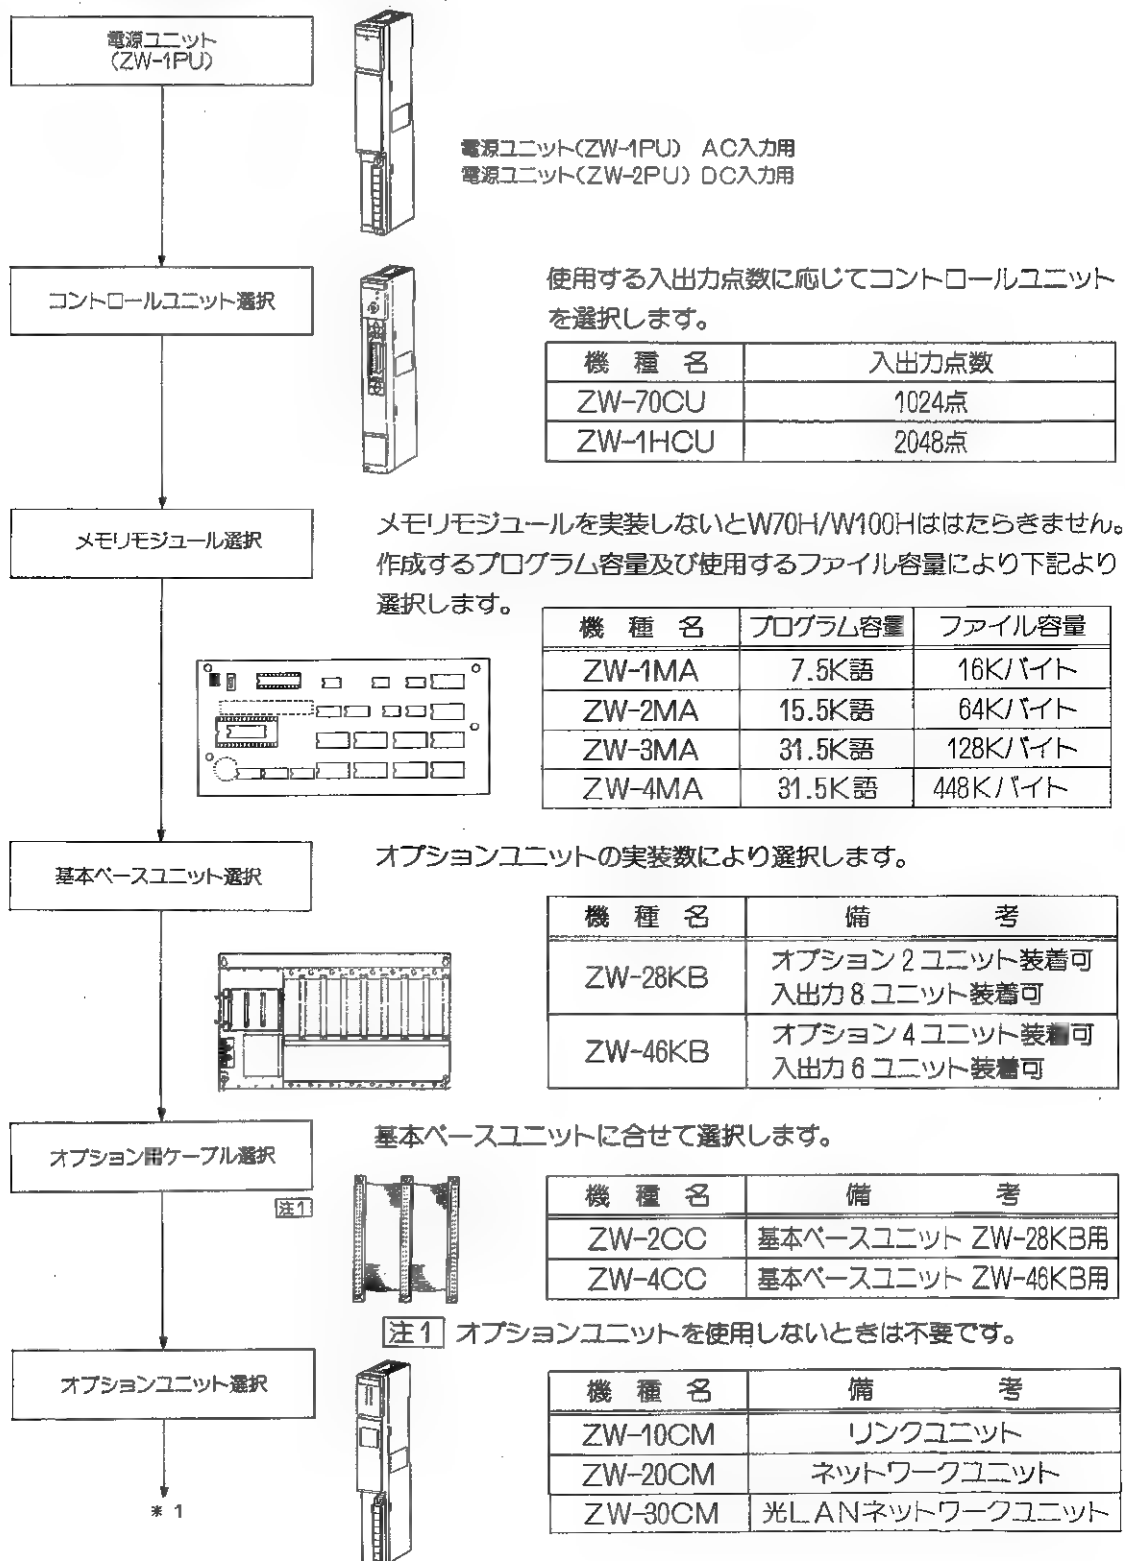 電源ユニット
(ZW-1PU)
電源ユニット(ZW-1PU) AC入力用
電源ユニット(ZW-2PU) DC入力用
コントロールユニット選択
使用する入出力点数に応じてコントロールユニット
を選択します。
機 種 名 入出力点数
ZW-70CU 1024点
ZW-1HCU 2048点
メモリモジュール選択
メモリモジュールを実装しないとW70H/W100Hははたらきません。
作成するプログラム容量及び使用するファイル容量により下記より
選択します。
機 種 名 プログラム容量 ファイル容量
ZW-1MA 7.5K語 16Kバイト
ZW-2MA 15.5K語 64Kバイト
ZW-3MA 31.5K語 128Kバイト
ZW-4MA 31.5K語 448Kバイト
基本ベースユニット選択
オプションユニットの実装数により選択します。
機 種 名 備 考
ZW-28KB オプション2ユニット装着可
入出力8ユニット装着可
ZW-46KB オプション4ユニット装着可
入出力6ユニット装着可
オプション用ケーブル選択
注1
基本ベースユニットに合せて選択します。
機 種 名 備 考
ZW-2CC 基本ベースユニット ZW-28KB用
ZW-4CC 基本ベースユニット ZW-46KB用
注1 オプションユニットを使用しないときは不要です。
オプションユニット選択
機 種 名 備 考
ZW-10CM リンクユニット
ZW-20CM ネットワークユニット
ZW-30CM 光LANネットワークユニット
* 1